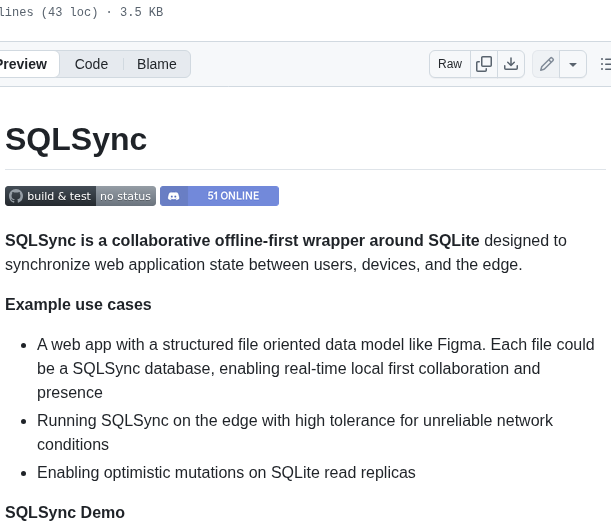 lines (43 loc) · 3.5 KB
Preview Code Blame Raw
SQLSync
build & test no status 51 ONLINE
SQLSync is a collaborative offline-first wrapper around SQLite designed to
synchronize web application state between users, devices, and the edge.
Example use cases
• A web app with a structured file oriented data model like Figma. Each file could
be a SQLSync database, enabling real-time local first collaboration and
presence
• Running SQLSync on the edge with high tolerance for unreliable network
conditions
• Enabling optimistic mutations on SQLite read replicas
SQLSync Demo